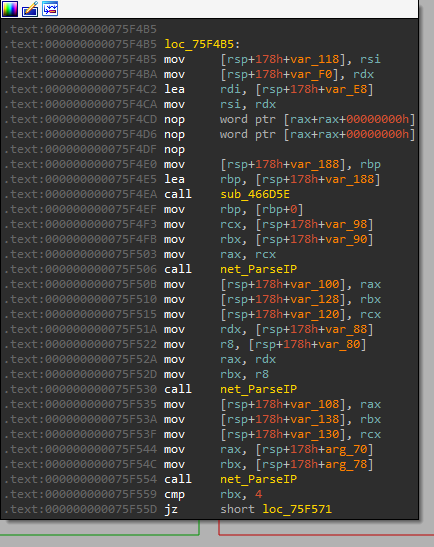 .text:000000000075F4B5
.text:000000000075F4B5 loc_75F4B5:
.text:000000000075F4B5 mov [rsp+178h+var_118], rsi
.text:000000000075F4BA mov [rsp+178h+var_F0], rdx
.text:000000000075F4C2 lea rdi, [rsp+178h+var_E8]
.text:000000000075F4CA mov rsi, rdx
.text:000000000075F4CD nop word ptr [rax+rax+00000000h]
.text:000000000075F4D6 nop word ptr [rax+rax+00000000h]
.text:000000000075F4DF nop
.text:000000000075F4E0 mov [rsp+178h+var_188], rbp
.text:000000000075F4E5 lea rbp, [rsp+178h+var_188]
.text:000000000075F4EA call sub_466D5E
.text:000000000075F4EF mov rbp, [rbp+0]
.text:000000000075F4F3 mov rcx, [rsp+178h+var_98]
.text:000000000075F4FB mov rbx, [rsp+178h+var_90]
.text:000000000075F503 mov rax, rcx
.text:000000000075F506 call net_ParseIP
.text:000000000075F50B mov [rsp+178h+var_100], rax
.text:000000000075F510 mov [rsp+178h+var_128], rbx
.text:000000000075F515 mov [rsp+178h+var_120], rcx
.text:000000000075F51A mov rdx, [rsp+178h+var_88]
.text:000000000075F522 mov r8, [rsp+178h+var_80]
.text:000000000075F52A mov rax, rdx
.text:000000000075F52D mov rbx, r8
.text:000000000075F530 call net_ParseIP
.text:000000000075F535 mov [rsp+178h+var_108], rax
.text:000000000075F53A mov [rsp+178h+var_138], rbx
.text:000000000075F53F mov [rsp+178h+var_130], rcx
.text:000000000075F544 mov rax, [rsp+178h+arg_70]
.text:000000000075F54C mov rbx, [rsp+178h+arg_78]
.text:000000000075F554 call net_ParseIP
.text:000000000075F559 cmp rbx, 4
.text:000000000075F55D jz short loc_75F571